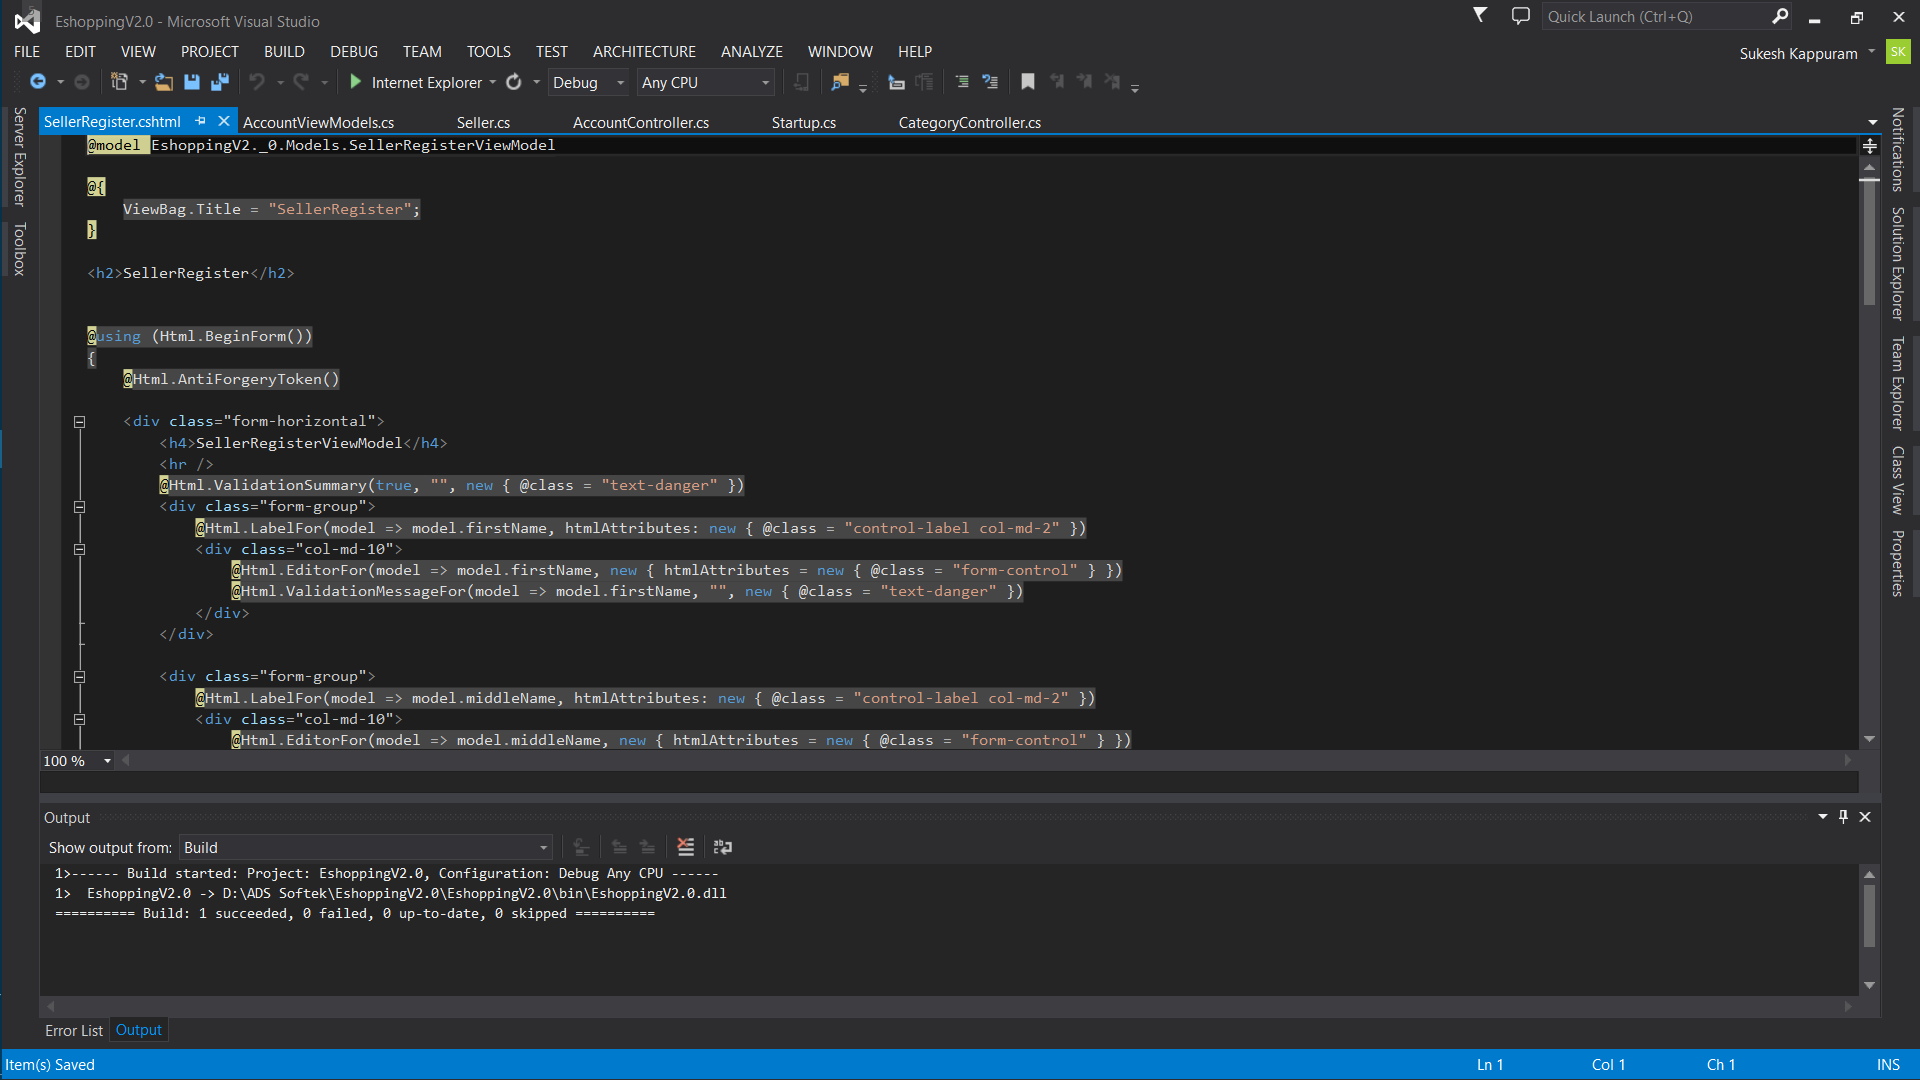 EshoppingV2.0 - Microsoft Visual Studio
Quick Launch (Ctrl+Q)
FILE EDIT VIEW PROJECT BUILD DEBUG TEAM TOOLS TEST ARCHITECTURE ANALYZE WINDOW HELP
Sukesh Kappuram SK
Internet Explorer Debug Any CPU
Server Explorer
Toolbox
SellerRegister.cshtml AccountViewModels.cs Seller.cs AccountController.cs Startup.cs CategoryController.cs
@model EshoppingV2._0.Models.SellerRegisterViewModel
@{
ViewBag.Title = "SellerRegister";
}
<h2>SellerRegister</h2>
@using (Html.BeginForm())
{
@Html.AntiForgeryToken()
<div class="form-horizontal">
<h4>SellerRegisterViewModel</h4>
<hr />
@Html.ValidationSummary(true, "", new { @class = "text-danger" })
<div class="form-group">
@Html.LabelFor(model => model.firstName, htmlAttributes: new { @class = "control-label col-md-2" })
<div class="col-md-10">
@Html.EditorFor(model => model.firstName, new { htmlAttributes = new { @class = "form-control" } })
@Html.ValidationMessageFor(model => model.firstName, "", new { @class = "text-danger" })
</div>
</div>
<div class="form-group">
@Html.LabelFor(model => model.middleName, htmlAttributes: new { @class = "control-label col-md-2" })
<div class="col-md-10">
@Html.EditorFor(model => model.middleName, new { htmlAttributes = new { @class = "form-control" } })
100 %
Notifications
Solution Explorer
Team Explorer
Class View
Properties
Output
Show output from: Build
1>------ Build started: Project: EshoppingV2.0, Configuration: Debug Any CPU ------
1>  EshoppingV2.0 -> D:\ADS Softek\EshoppingV2.0\EshoppingV2.0\bin\EshoppingV2.0.dll
========== Build: 1 succeeded, 0 failed, 0 up-to-date, 0 skipped ==========
Error List Output
Item(s) Saved Ln 1 Col 1 Ch 1 INS